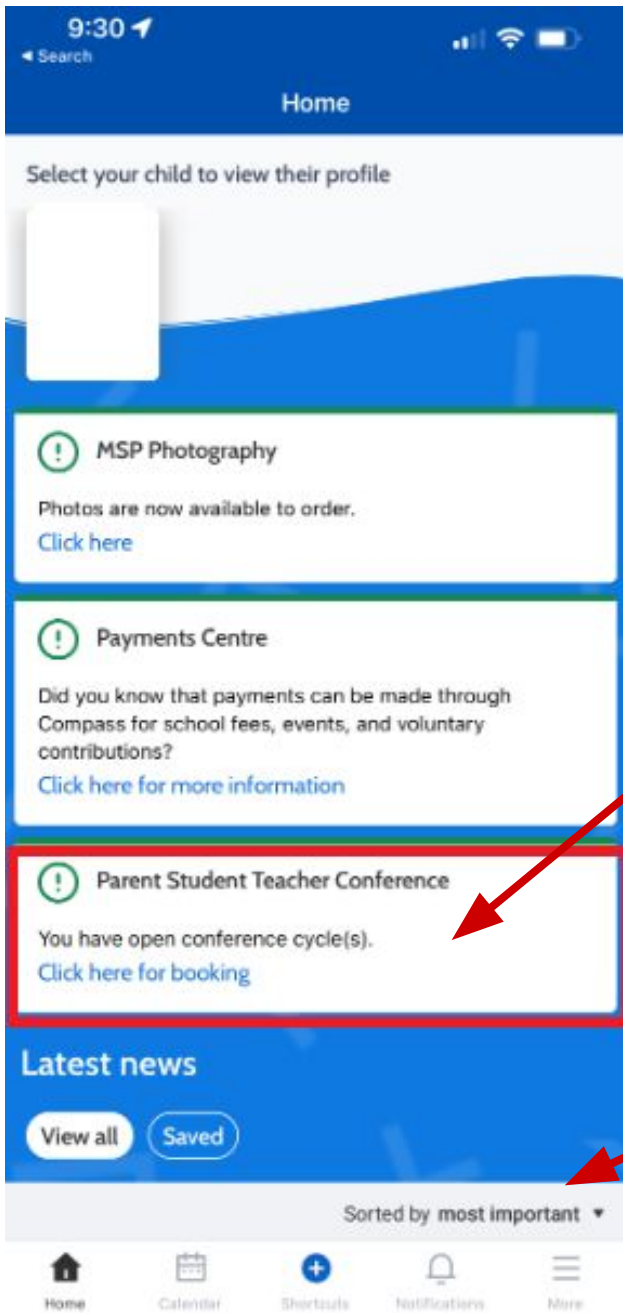 9:30
◂ Search
Home
Select your child to view their profile
MSP Photography
Photos are now available to order.
Click here
Payments Centre
Did you know that payments can be made through
Compass for school fees, events, and voluntary
contributions?
Click here for more information
Parent Student Teacher Conference
You have open conference cycle(s).
Click here for booking
Latest news
View all Saved
Sorted by most important ▾
Home Calendar Shortcuts Notifications More